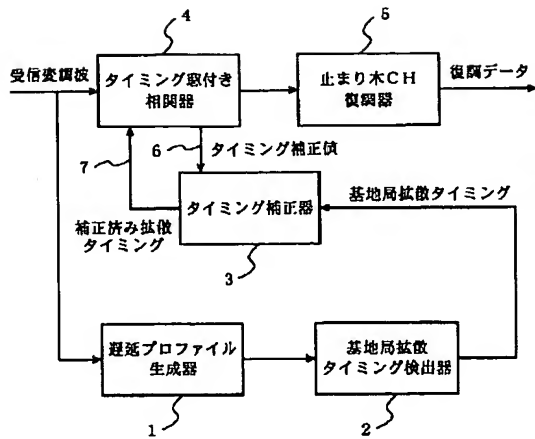 4
5
受信変調波
タイミング窓付き
相関器
止まり木CH
復調器
復調データ
7
6
タイミング補正値
タイミング補正器
基地局拡散タイミング
補正済み拡散
タイミング
3
遅延プロファイル
生成器
基地局拡散
タイミング検出器
1
2